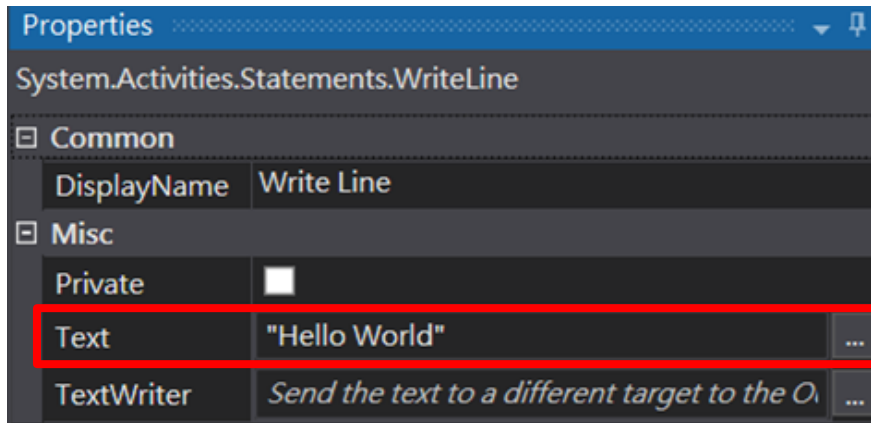 Properties
System.Activities.Statements.WriteLine
Common
DisplayName Write Line
Misc
Private
Text "Hello World" ...
TextWriter Send the text to a different target to the ...